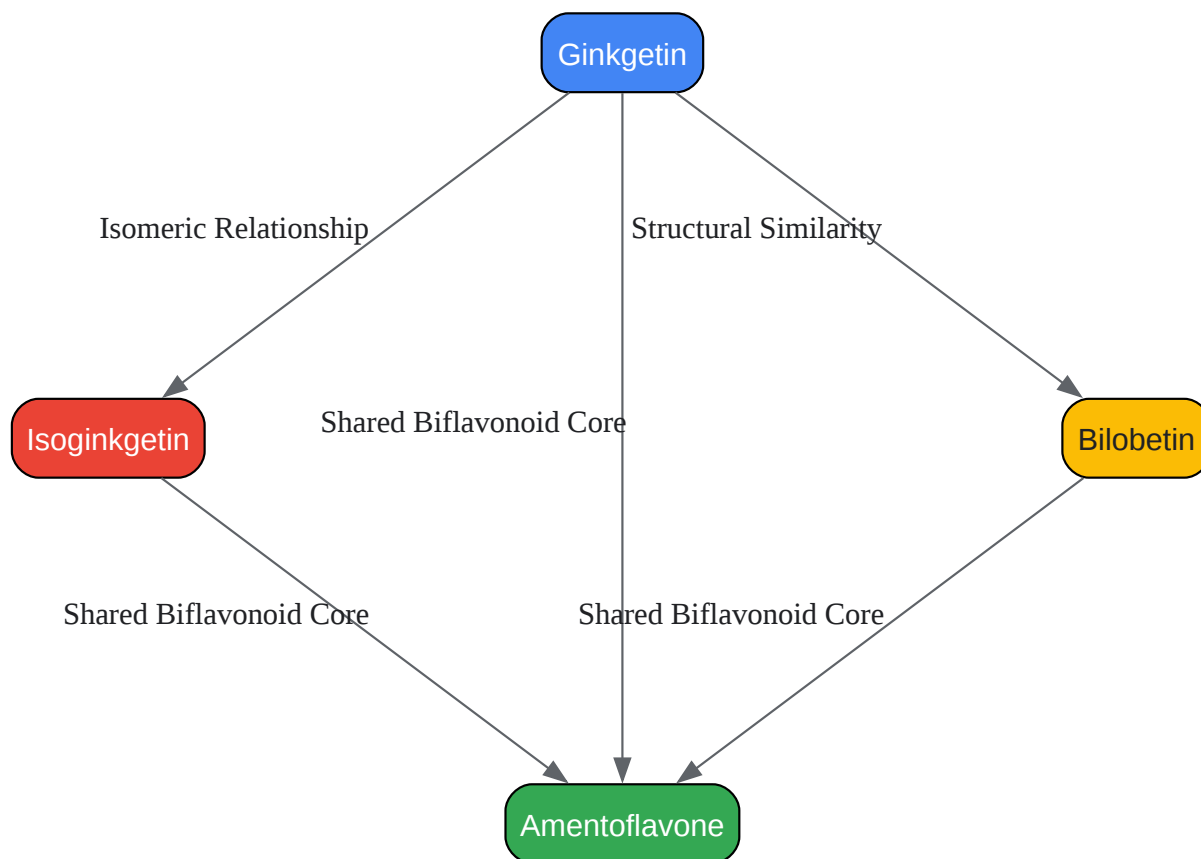 Ginkgetin
Isomeric Relationship
Structural Similarity
Shared Biflavonoid Core
Isoginkgetin
Bilobetin
Shared Biflavonoid Core
Shared Biflavonoid Core
Amentoflavone